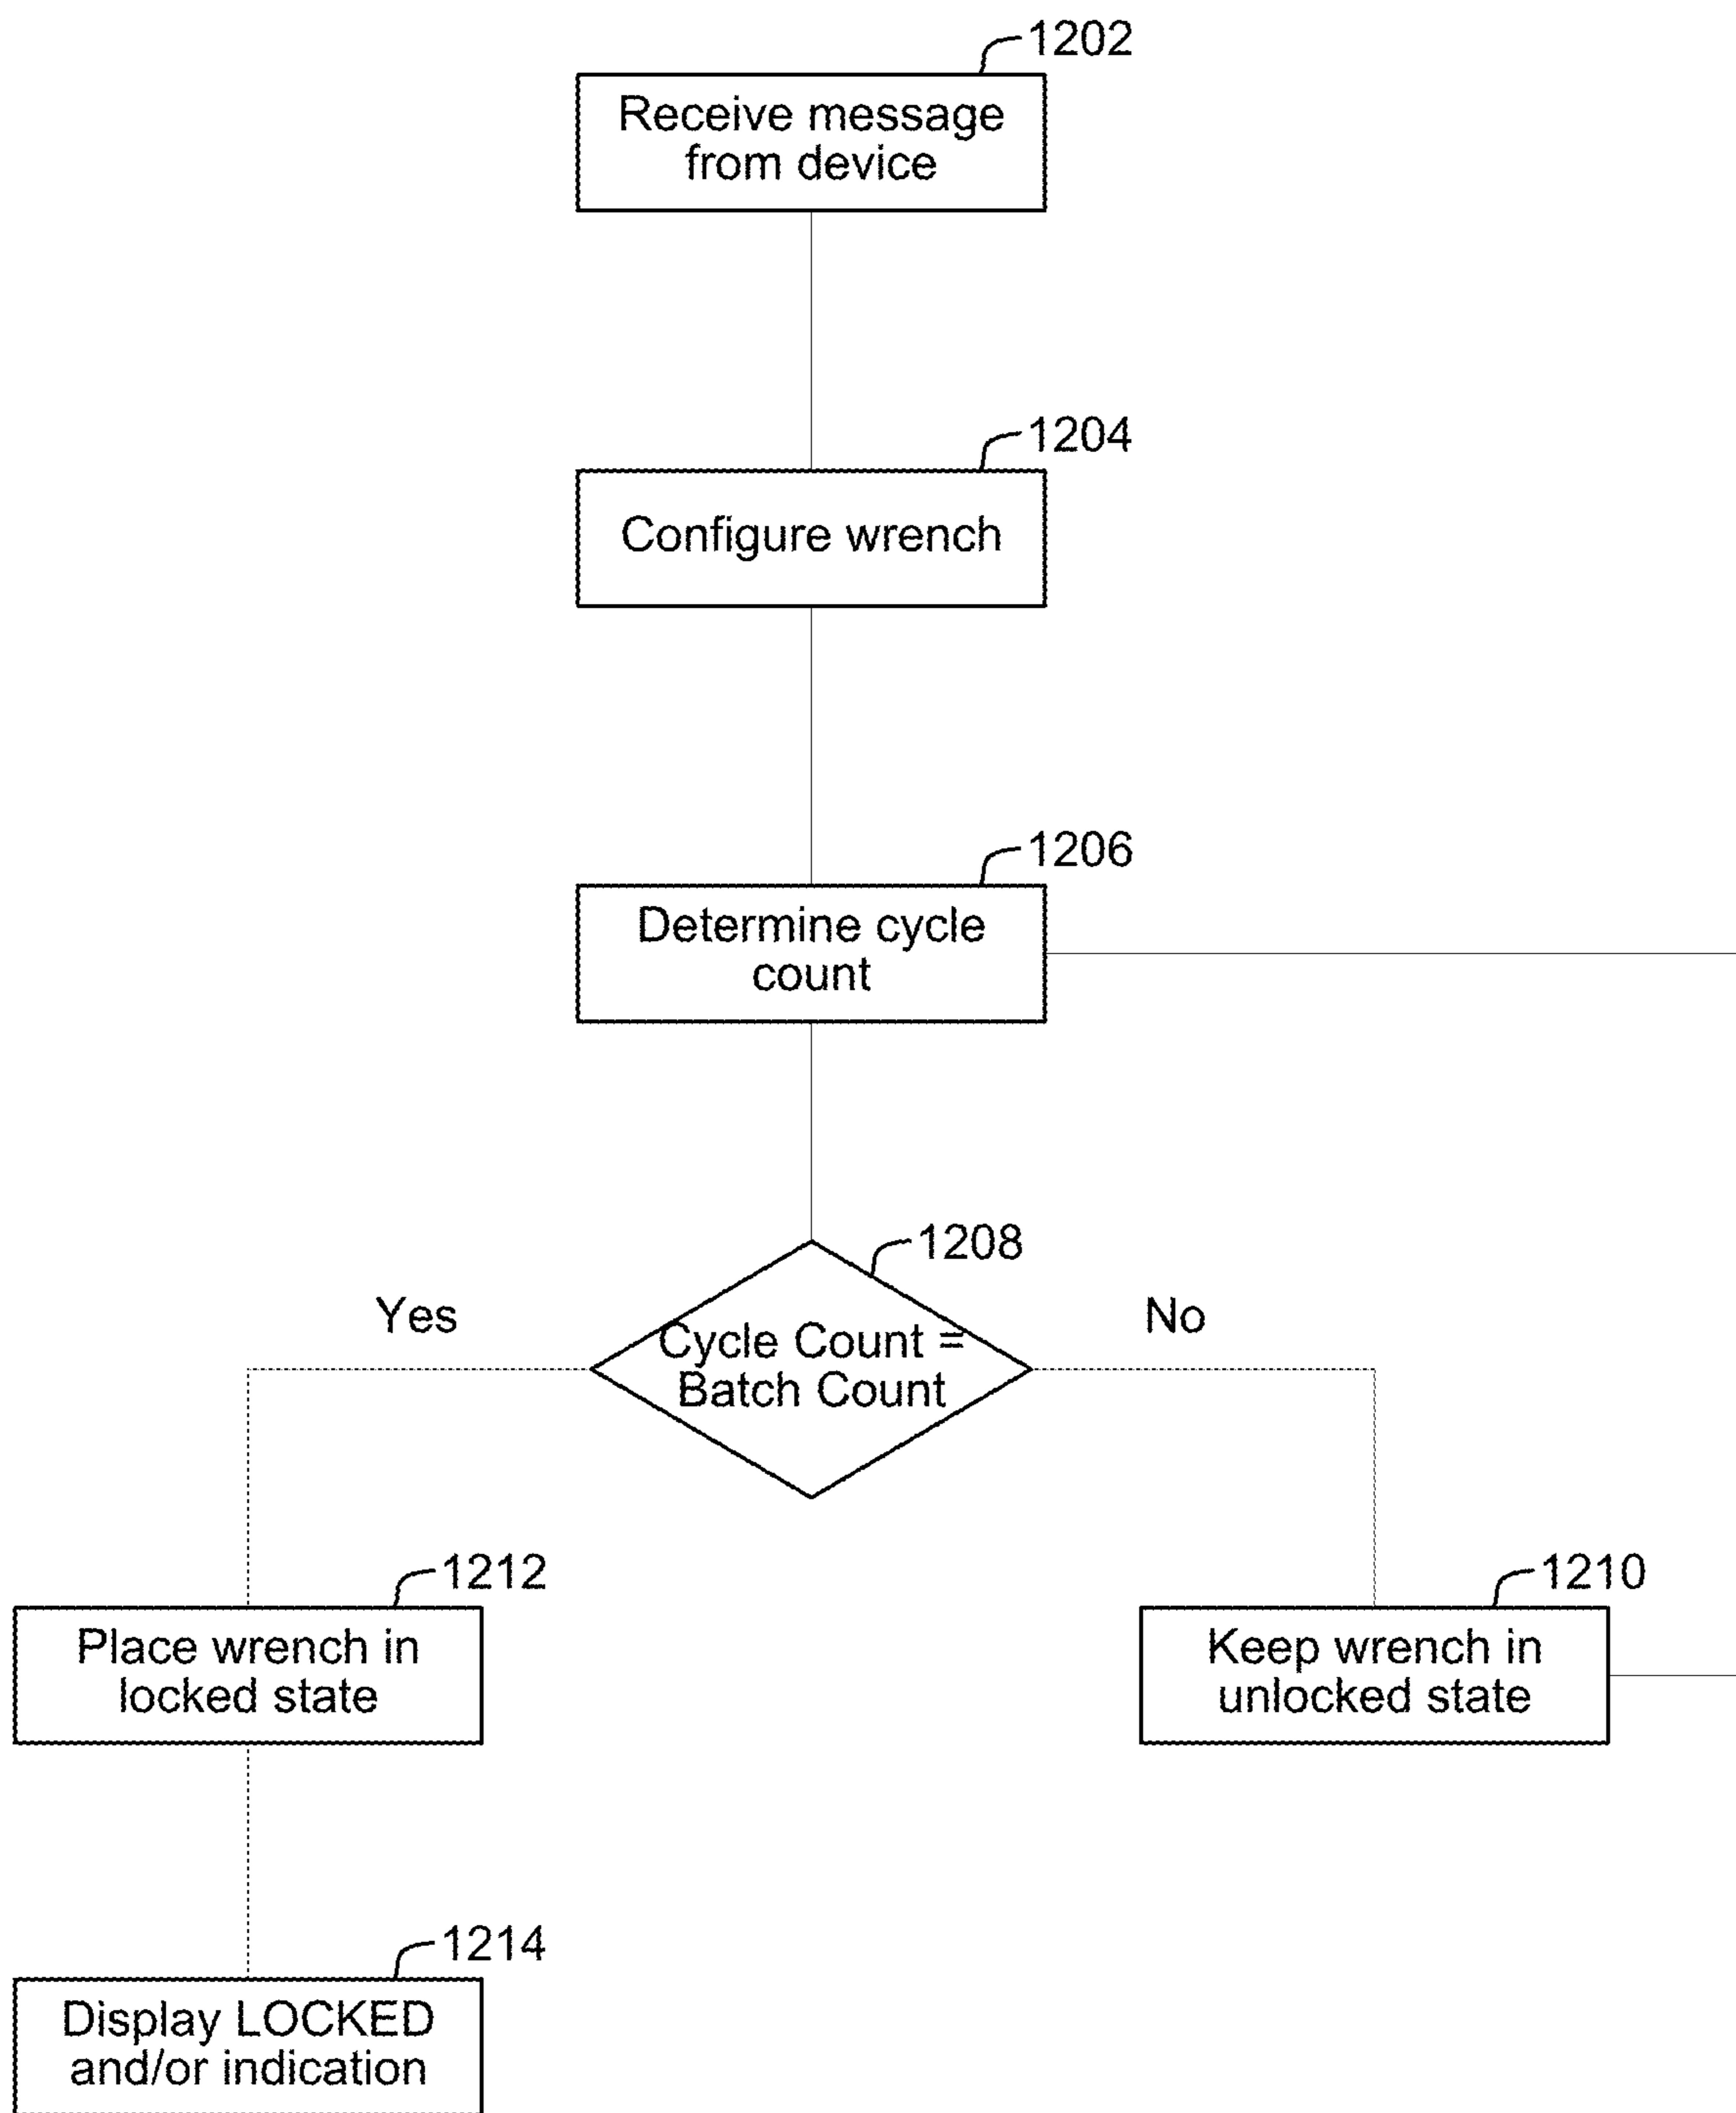 1202
Receive message
from device
1204
Configure wrench
1206
Determine cycle
count
1208
Yes
No
Cycle Count =
Batch Count
1212
1210
Place wrench in
locked state
Keep wrench in
unlocked state
1214
Display LOCKED
and/or indication